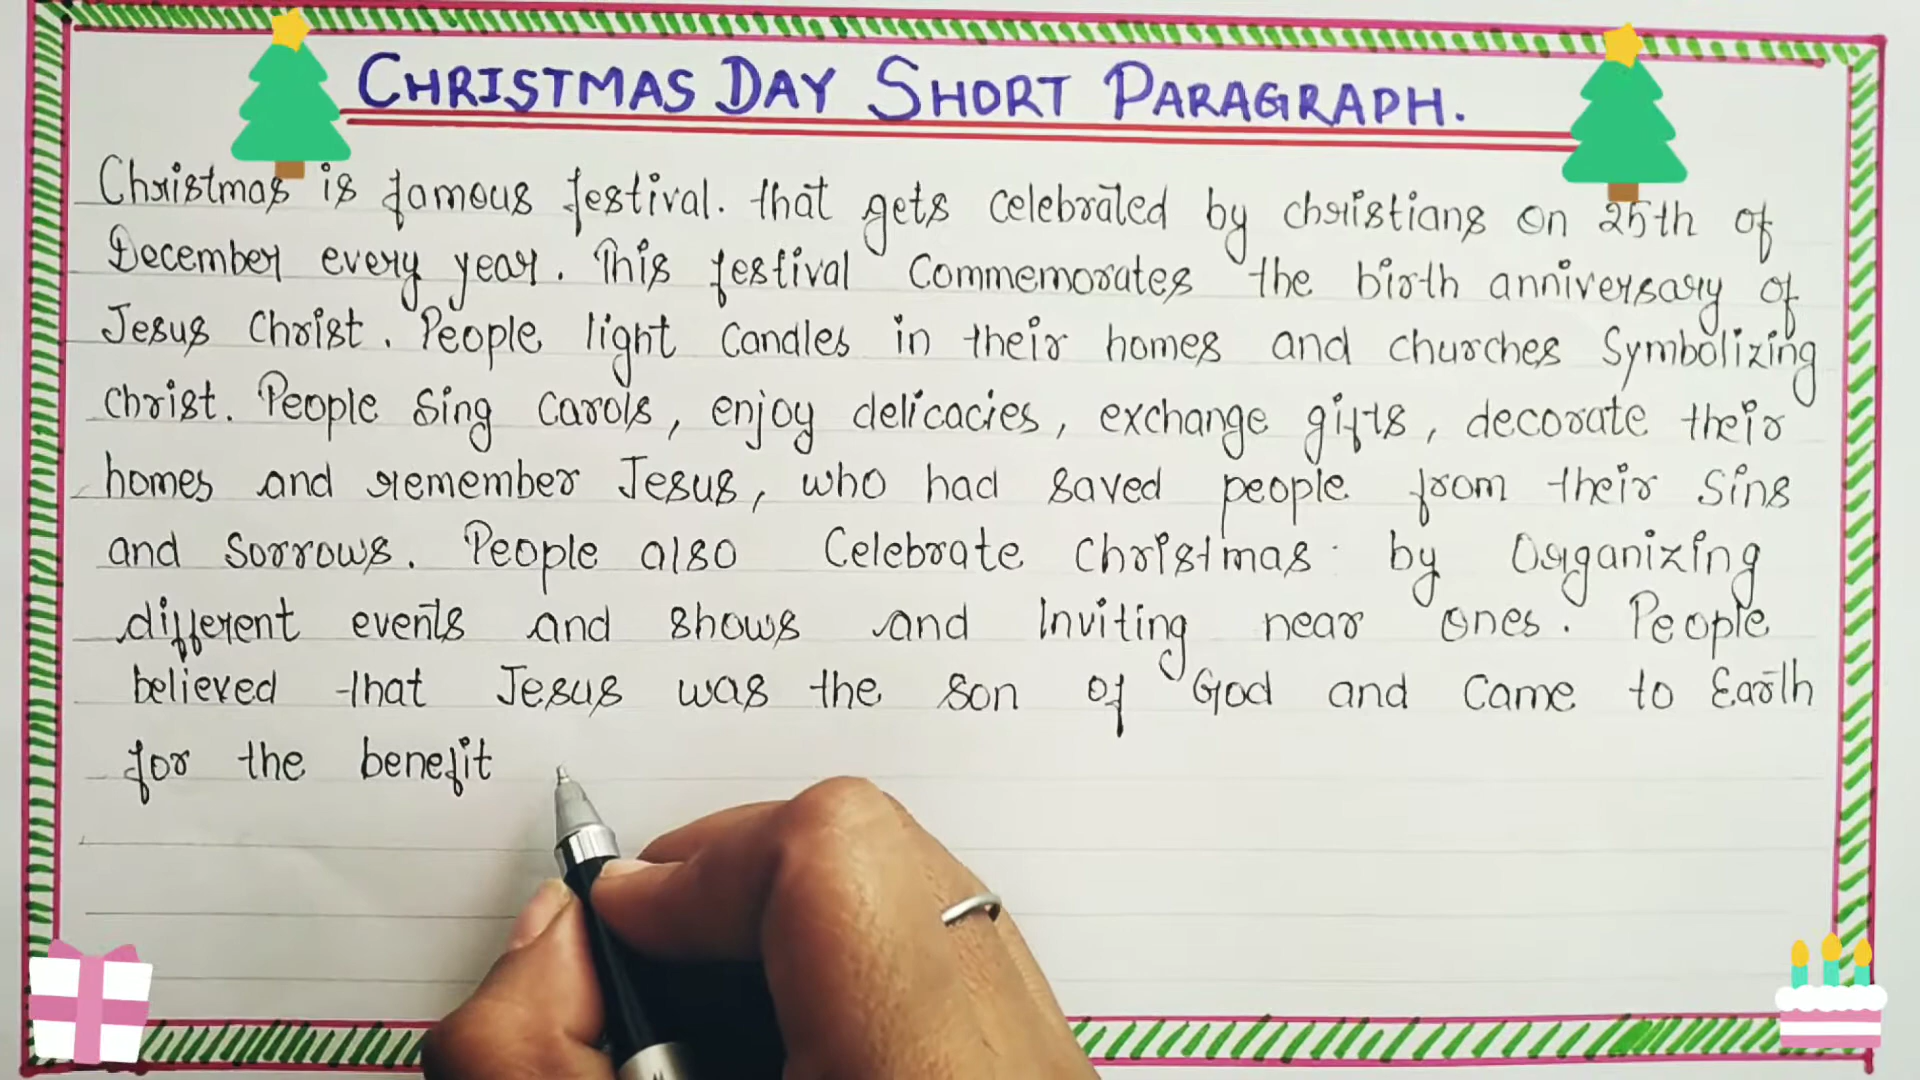 CHRISTMAS DAY SHORT PARAGRAPH.
Christmas is famous festival. that gets celebrated by christians on 25th of
December every year. This festival Commemorates the birth anniversary of
Jesus Christ. People light Candles in their homes and churches Symbolizing
Christ. People Sing Carols, enjoy delicacies, exchange gifts, decorate their
homes and remember Jesus, who had saved people from their Sins
and Sorrows. People also Celebrate Christmas by Organizing
different events and shows and Inviting near ones. People
believed that Jesus was the son of God and Came to Earth
for the benefit